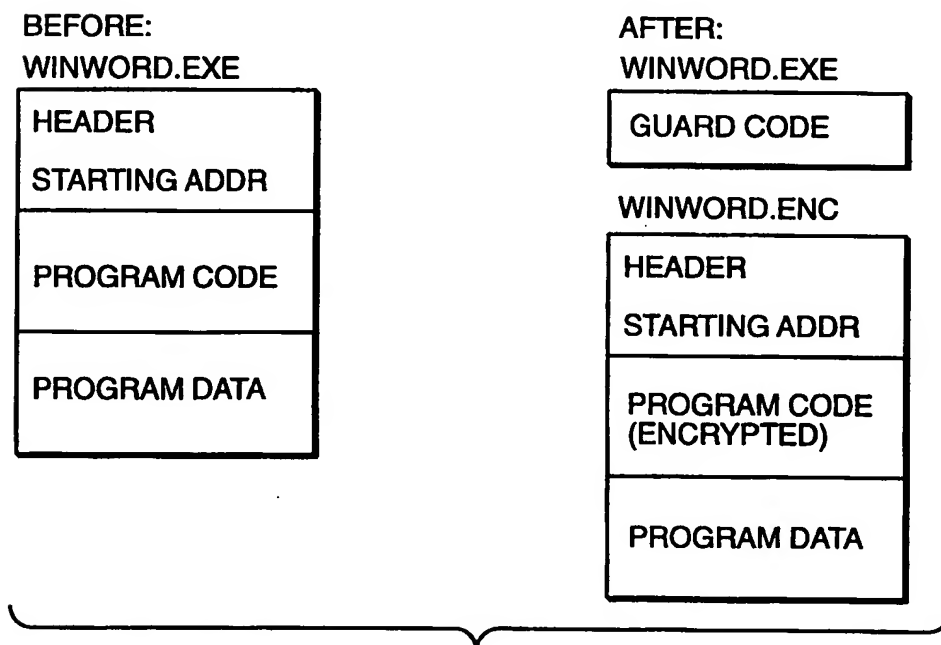 BEFORE:
WINWORD.EXE
HEADER
STARTING ADDR
PROGRAM CODE
PROGRAM DATA
AFTER:
WINWORD.EXE
GUARD CODE
WINWORD.ENC
HEADER
STARTING ADDR
PROGRAM CODE
(ENCRYPTED)
PROGRAM DATA